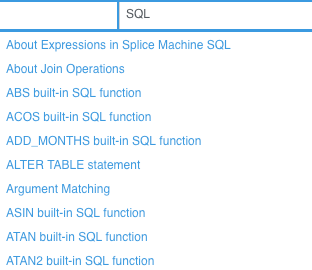 SQL
About Expressions in Splice Machine SQL
About Join Operations
ABS built-in SQL function
ACOS built-in SQL function
ADD_MONTHS built-in SQL function
ALTER TABLE statement
Argument Matching
ASIN built-in SQL function
ATAN built-in SQL function
ATAN2 built-in SQL function